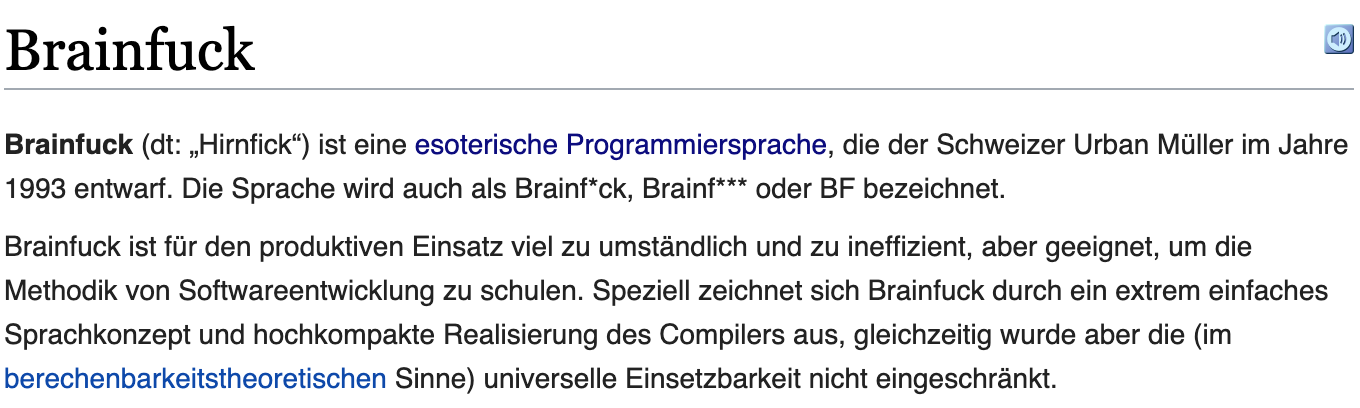 Brainfuck
Brainfuck (dt: „Hirnfick“) ist eine esoterische Programmiersprache, die der Schweizer Urban Müller im Jahre
1993 entwarf. Die Sprache wird auch als Brainf*ck, Brainf*** oder BF bezeichnet.
Brainfuck ist für den produktiven Einsatz viel zu umständlich und zu ineffizient, aber geeignet, um die
Methodik von Softwareentwicklung zu schulen. Speziell zeichnet sich Brainfuck durch ein extrem einfaches
Sprachkonzept und hochkompakte Realisierung des Compilers aus, gleichzeitig wurde aber die (im
berechenbarkeitstheoretischen Sinne) universelle Einsetzbarkeit nicht eingeschränkt.